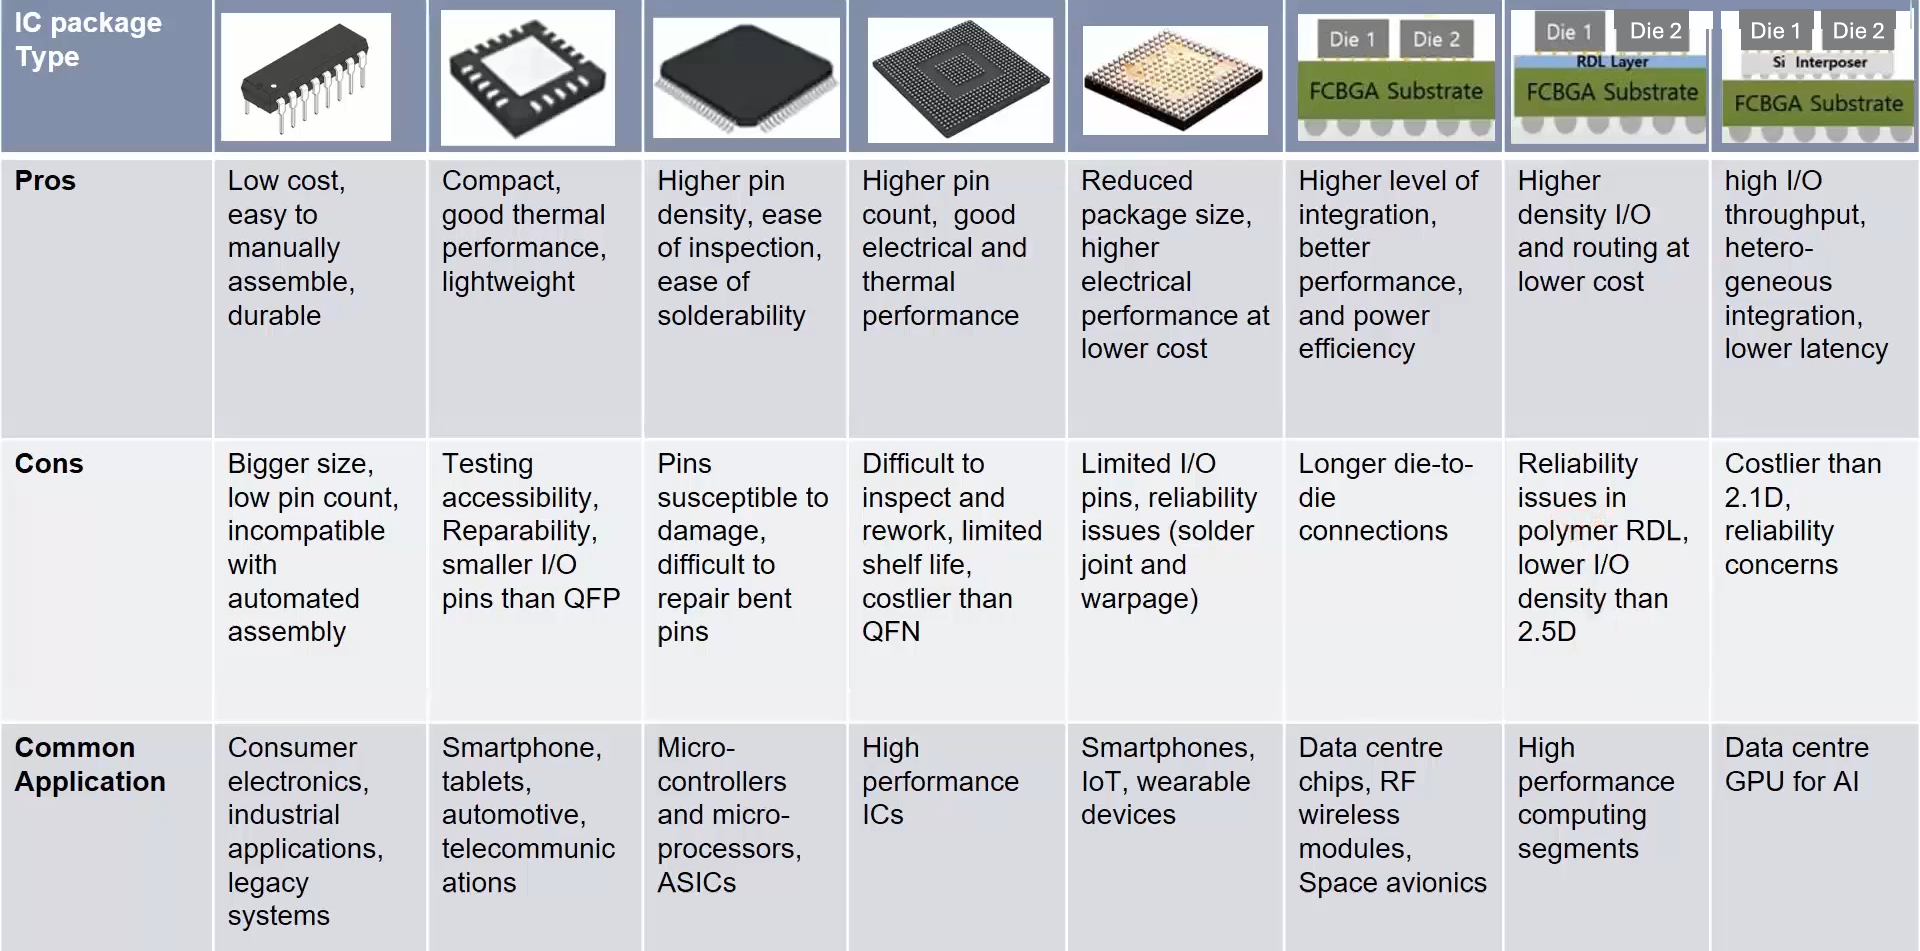 IC package
Type
Die 1 Die 2
FCBGA Substrate
Die 1 Die 2
RDL Layer
FCBGA Substrate
Die 1 Die 2
Si Interposer
FCBGA Substrate
Pros
Low cost,
easy to
manually
assemble,
durable
Compact,
good thermal
performance,
lightweight
Higher pin
density, ease
of inspection,
ease of
solderability
Higher pin
count, good
electrical and
thermal
performance
Reduced
package size,
higher
electrical
performance at
lower cost
Higher level of
integration,
better
performance,
and power
efficiency
Higher
density I/O
and routing at
lower cost
high I/O
throughput,
hetero-
geneous
integration,
lower latency
Cons
Bigger size,
low pin count,
incompatible
with
automated
assembly
Testing
accessibility,
Reparability,
smaller I/O
pins than QFP
Pins
susceptible to
damage,
difficult to
repair bent
pins
Difficult to
inspect and
rework, limited
shelf life,
costlier than
QFN
Limited I/O
pins, reliability
issues (solder
joint and
warpage)
Longer die-to-
die
connections
Reliability
issues in
polymer RDL,
lower I/O
density than
2.5D
Costlier than
2.1D,
reliability
concerns
Common
Application
Consumer
electronics,
industrial
applications,
legacy
systems
Smartphone,
tablets,
automotive,
telecommunic
ations
Micro-
controllers
and micro-
processors,
ASICs
High
performance
ICs
Smartphones,
IoT, wearable
devices
Data centre
chips, RF
wireless
modules,
Space avionics
High
performance
computing
segments
Data centre
GPU for AI